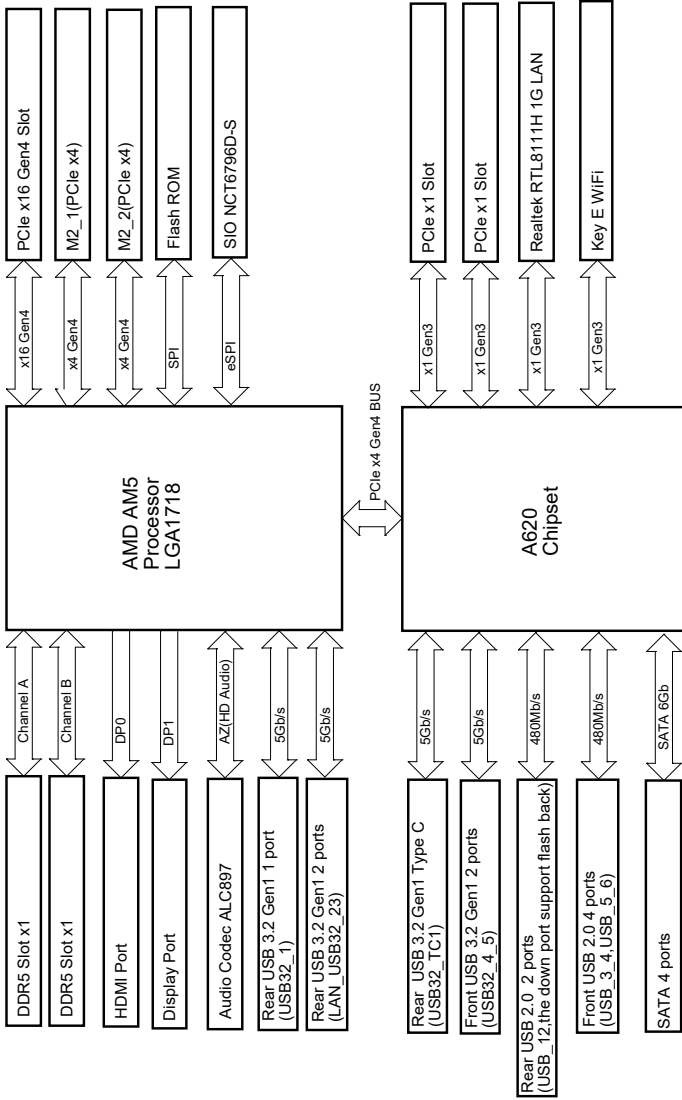 DDR5 Slot x1
Channel A
DDR5 Slot x1
Channel B
HDMI Port
DP0
Display Port
DP1
Audio Codec ALC897
AZ(HD Audio)
Rear USB 3.2 Gen1 1 port
(USB32_1)
5Gb/s
Rear USB 3.2 Gen1 2 ports
(LAN_USB32_23)
5Gb/s
AMD AM5
Processor
LGA1718
x16 Gen4
PCIe x16 Gen4 Slot
x4 Gen4
M2_1(PCIe x4)
x4 Gen4
M2_2(PCIe x4)
SPI
Flash ROM
eSPI
SIO NCT6796D-S
PCIe x4 Gen4 BUS
Rear  USB 3.2 Gen1 Type C
(USB32_TC1)
5Gb/s
Front USB 3.2 Gen1 2 ports
(USB32_4_5)
5Gb/s
Rear USB 2.0  2 ports
(USB_12,the down port support flash back)
480Mb/s
Front USB 2.0 4 ports
(USB_3_4,USB_5_6)
480Mb/s
SATA 4 ports
SATA 6Gb
A620
Chipset
x1 Gen3
PCIe x1 Slot
x1 Gen3
PCIe x1 Slot
x1 Gen3
Realtek RTL8111H 1G LAN
x1 Gen3
Key E WiFi